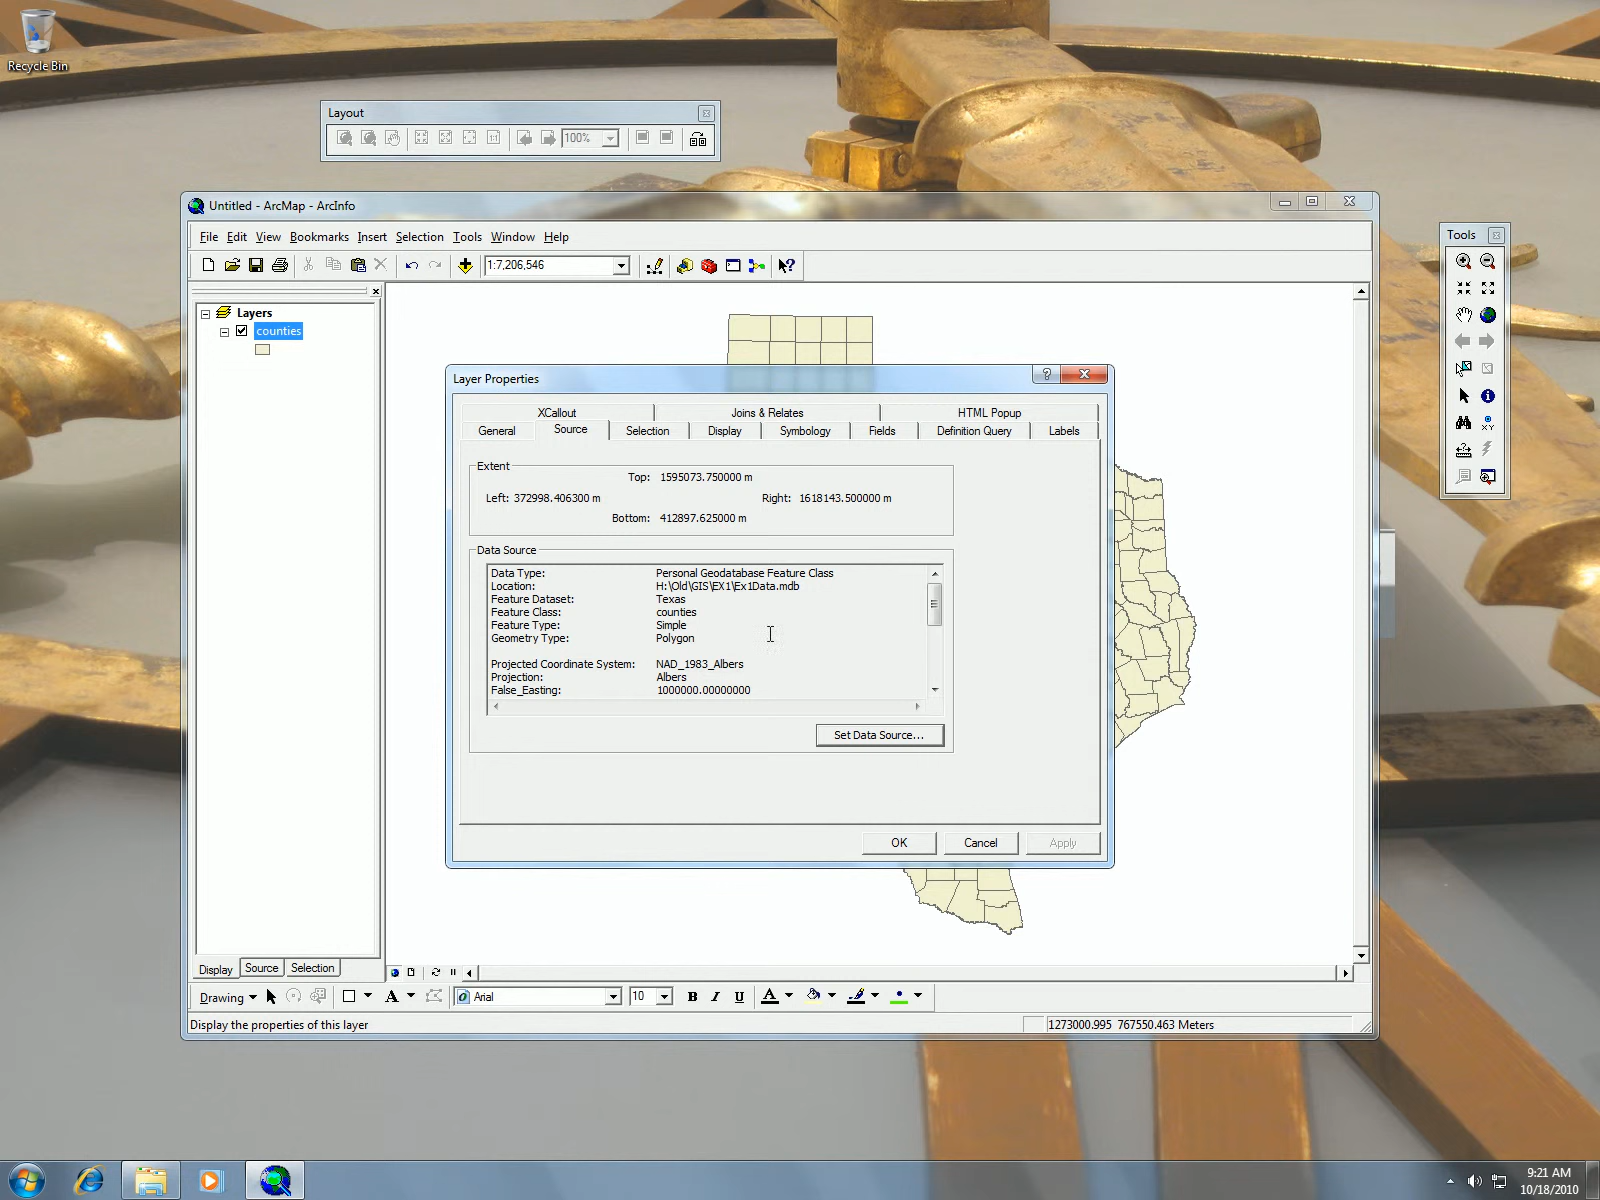 Recycle Bin
Layout
1:1
100%
Untitled - ArcMap - ArcInfo
File Edit View Bookmarks Insert Selection Tools Window Help
1:7,206,546
Tools
XY
Layers
counties
Layer Properties
XCallout Joins & Relates HTML Popup
General Source Selection Display Symbology Fields Definition Query Labels
Extent
Top: 1595073.750000 m
Left: 372998.406300 m Right: 1618143.500000 m
Bottom: 412897.625000 m
Data Source
Data Type: Personal Geodatabase Feature Class
Location: H:\Old\GIS\EX1\Ex1Data.mdb
Feature Dataset: Texas
Feature Class: counties
Feature Type: Simple
Geometry Type: Polygon
Projected Coordinate System: NAD_1983_Albers
Projection: Albers
False_Easting: 1000000.00000000
Set Data Source...
OK Cancel Apply
Display Source Selection
Drawing A Arial 10 B I U A
Display the properties of this layer
1273000.995 767550.463 Meters
9:21 AM
10/18/2010